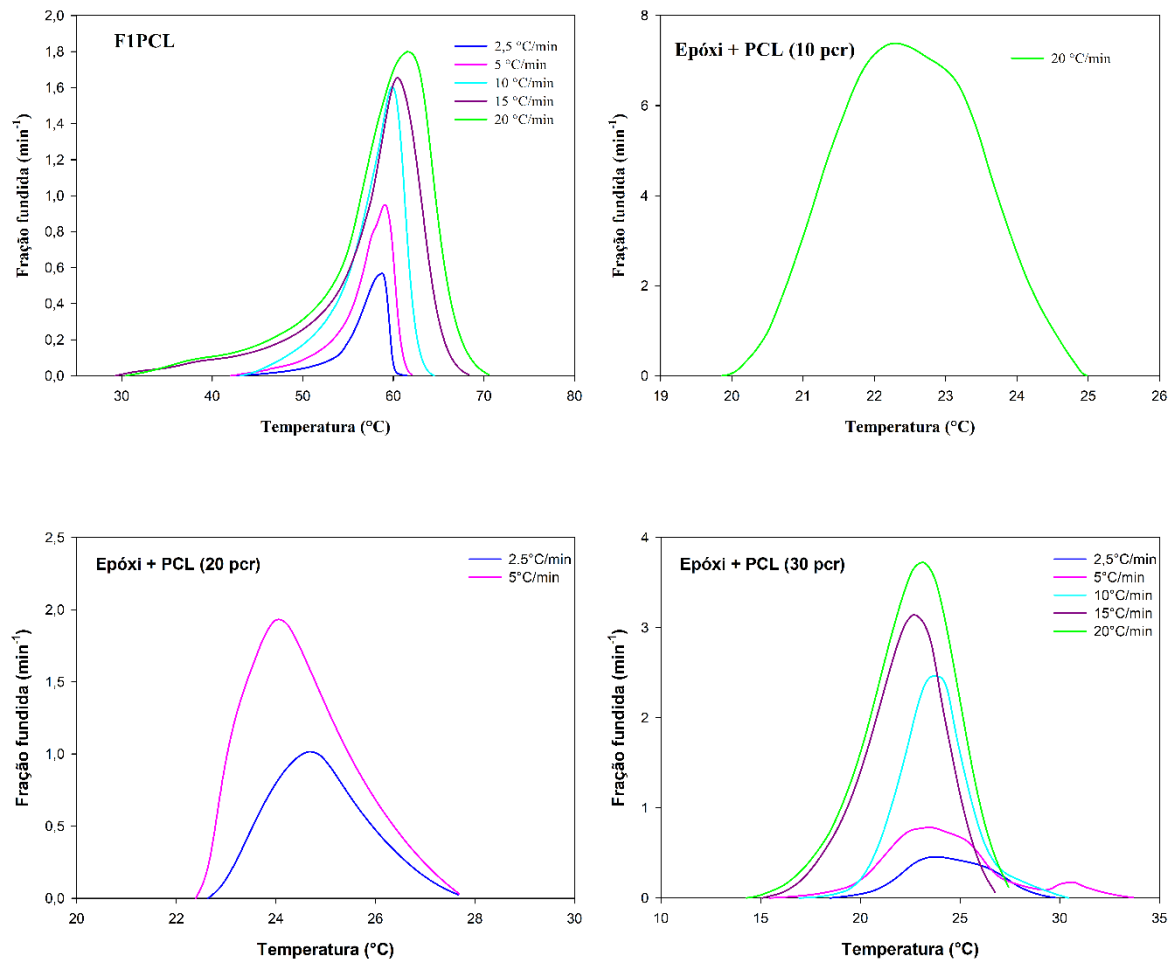 F1PCL
2,5 °C/min
5 °C/min
10 °C/min
15 °C/min
20 °C/min
Fração fundida (min-1)
2,0
1,8
1,6
1,4
1,2
1,0
0,8
0,6
0,4
0,2
0,0
30 40 50 60 70 80
Temperatura (°C)
Epóxi + PCL (10 pcr)
20 °C/min
Fração fundida (min-1)
8
6
4
2
0
19 20 21 22 23 24 25 26
Temperatura (°C)
Epóxi + PCL (20 pcr)
2.5°C/min
5°C/min
Fração fundida (min-1)
2,5
2,0
1,5
1,0
0,5
0,0
20 22 24 26 28 30
Temperatura (°C)
Epóxi + PCL (30 pcr)
2,5°C/min
5°C/min
10°C/min
15°C/min
20°C/min
Fração fundida (min-1)
4
3
2
1
0
10 15 20 25 30 35
Temperatura (°C)